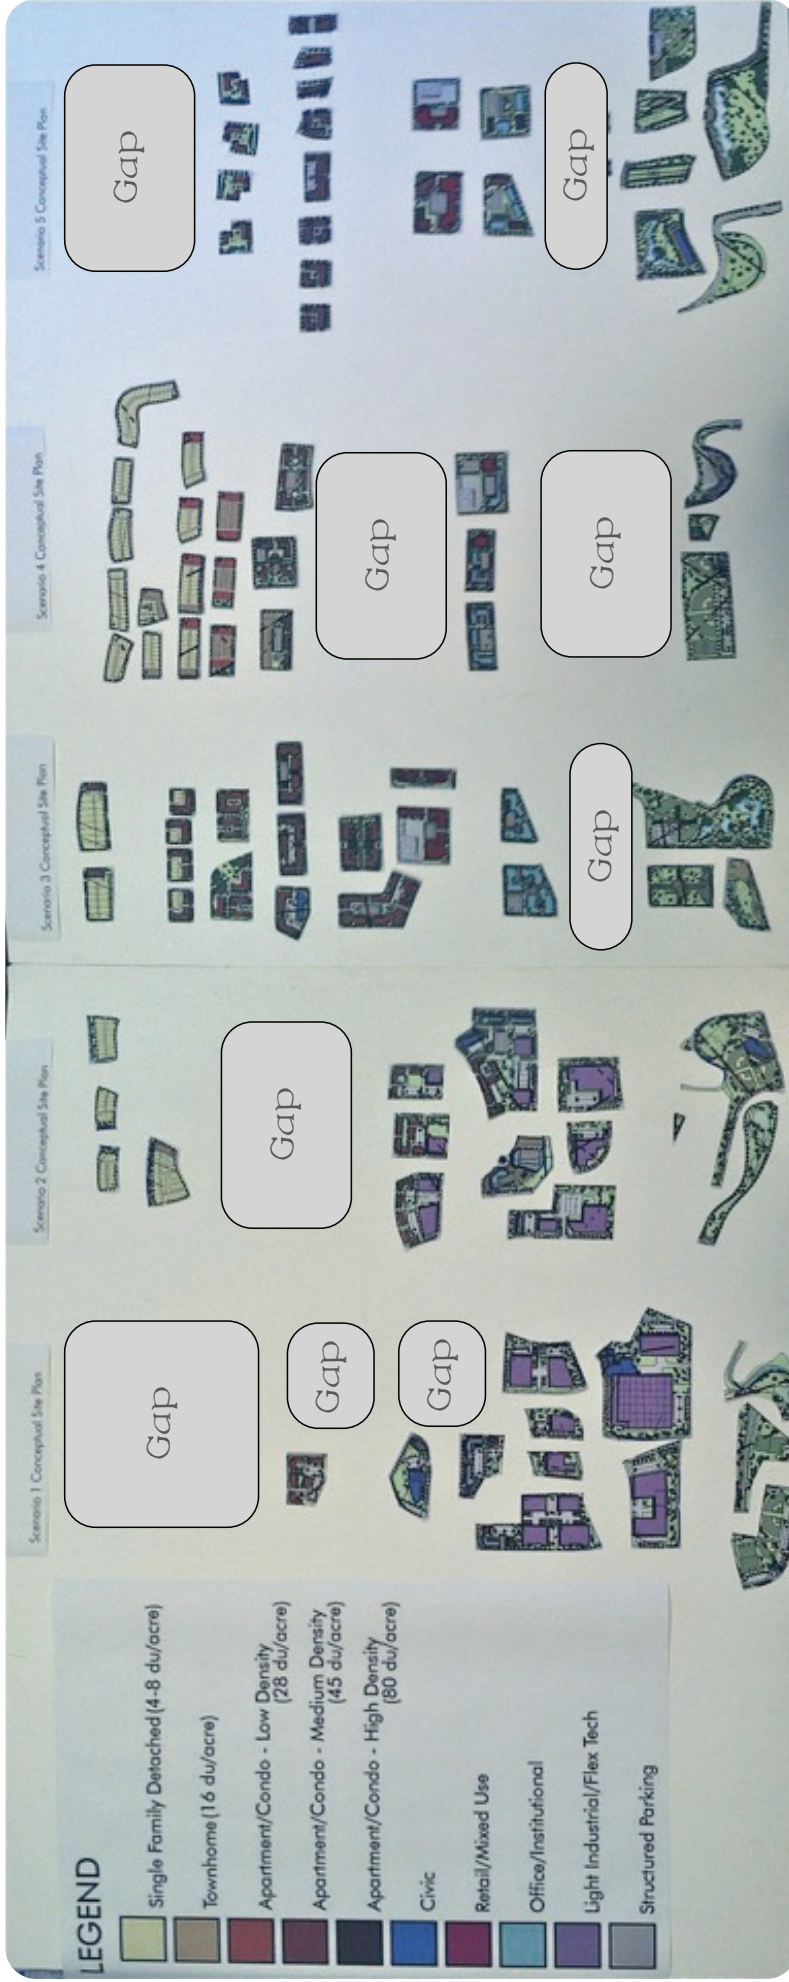 LEGEND
Single Family Detached (4-8 du/acre)
Townhome (16 du/acre)
Apartment/Condo - Low Density
(28 du/acre)
Apartment/Condo - Medium Density
(45 du/acre)
Apartment/Condo - High Density
(80 du/acre)
Civic
Retail/Mixed Use
Office/Institutional
Light Industrial/Flex Tech
Structured Parking
Scenario 1 Conceptual Site Plan
Gap
Gap
Gap
Scenario 2 Conceptual Site Plan
Gap
Scenario 3 Conceptual Site Plan
Gap
Scenario 4 Conceptual Site Plan
Gap
Gap
Scenario 5 Conceptual Site Plan
Gap
Gap